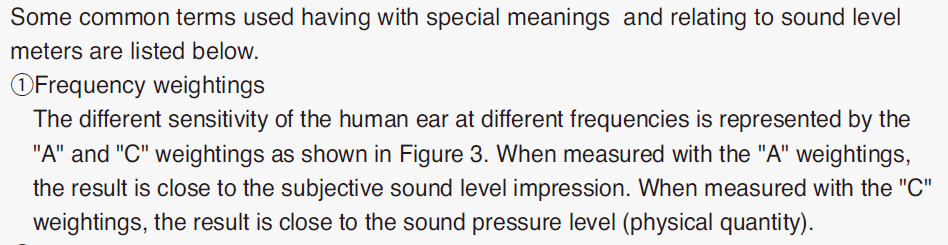 Some common terms used having with special meanings and relating to sound level
meters are listed below.
①Frequency weightings
The different sensitivity of the human ear at different frequencies is represented by the
"A" and "C" weightings as shown in Figure 3. When measured with the "A" weightings,
the result is close to the subjective sound level impression. When measured with the "C"
weightings, the result is close to the sound pressure level (physical quantity).